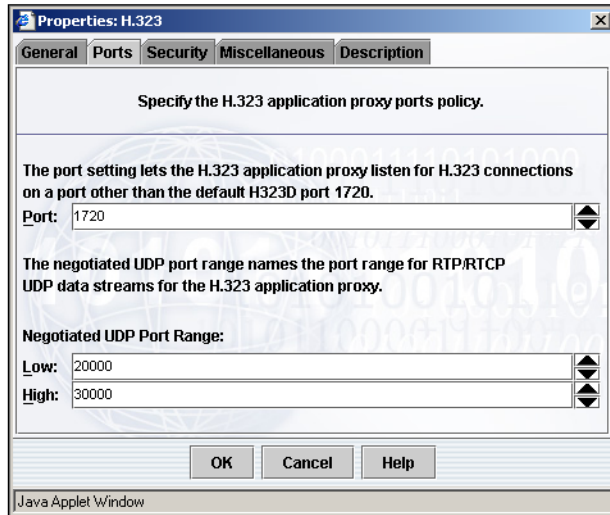 Properties: H.323
General Ports Security Miscellaneous Description
Specify the H.323 application proxy ports policy.
The port setting lets the H.323 application proxy listen for H.323 connections
on a port other than the default H323D port 1720.
Port: 1720
The negotiated UDP port range names the port range for RTP/RTCP
UDP data streams for the H.323 application proxy.
Negotiated UDP Port Range:
Low: 20000
High: 30000
OK Cancel Help
Java Applet Window